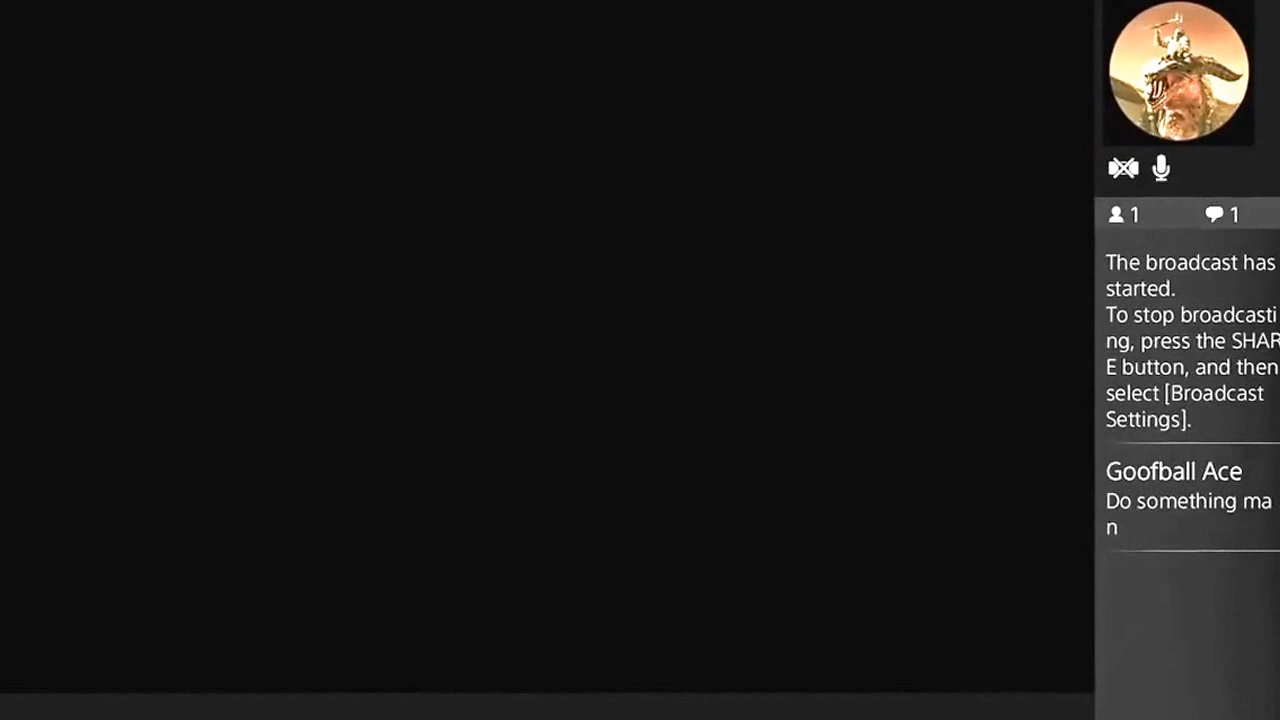 1 1
The broadcast has
started.
To stop broadcasti
ng, press the SHAR
E button, and then
select [Broadcast
Settings].
Goofball Ace
Do something ma
n